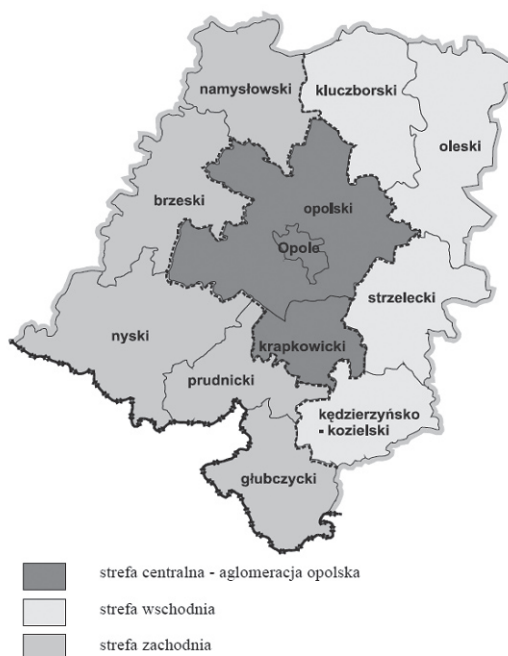 namysłowski
kluczborski
oleski
brzeski
opolski
Opole
strzelecki
nyski
krapkowicki
prudnicki
kędzierzyńsko
- kozielski
głubczycki
strefa centralna - aglomeracja opolska
strefa wschodnia
strefa zachodnia